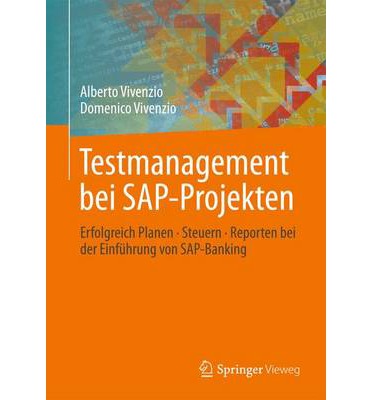 Alberto Vivenzio
Domenico Vivenzio
Testmanagement
bei SAP-Projekten
Erfolgreich Planen · Steuern · Reporten bei
der Einführung von SAP-Banking
Springer Vieweg